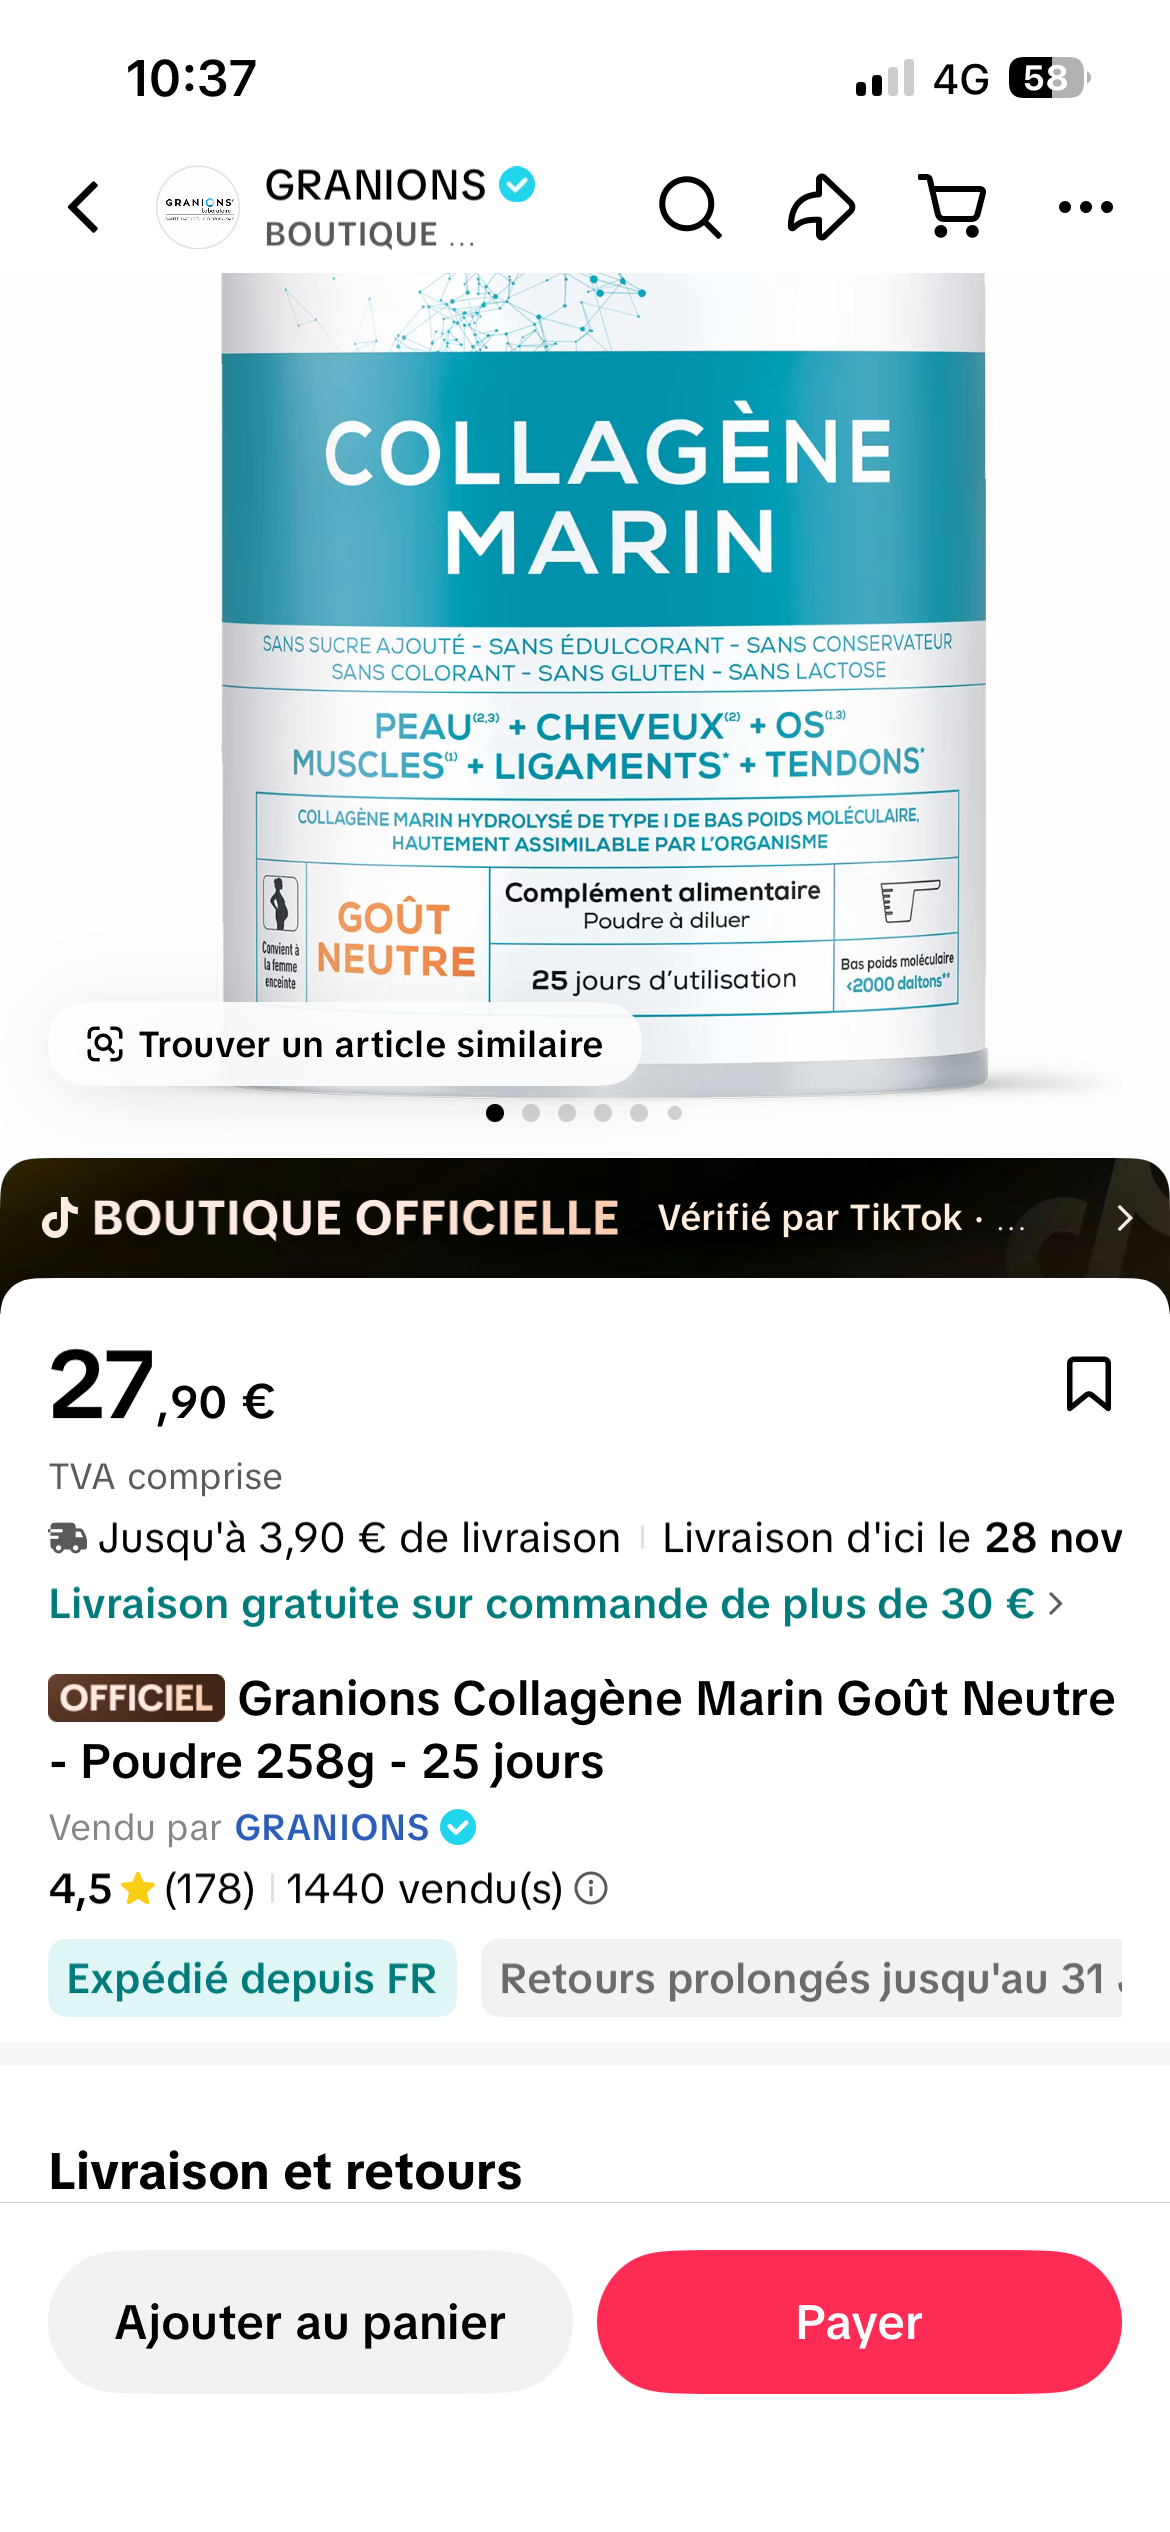 10:37
4G 58
GRANIONS
GRANIONS
BOUTIQUE ...
COLLAGÈNE
MARIN
SANS SUCRE AJOUTÉ - SANS ÉDULCORANT - SANS CONSERVATEUR
SANS COLORANT - SANS GLUTEN - SANS LACTOSE
PEAU(2,3) + CHEVEUX(2) + OS(1,3)
MUSCLES(1) + LIGAMENTS* + TENDONS*
COLLAGÈNE MARIN HYDROLYSÉ DE TYPE I DE BAS POIDS MOLÉCULAIRE,
HAUTEMENT ASSIMILABLE PAR L'ORGANISME
Convient à
la femme
enceinte
GOÛT
NEUTRE
Complément alimentaire
Poudre à diluer
25 jours d'utilisation
Bas poids moléculaire
<2000 daltons**
Trouver un article similaire
BOUTIQUE OFFICIELLE Vérifié par TikTok · ...
27,90 €
TVA comprise
Jusqu'à 3,90 € de livraison Livraison d'ici le 28 nov
Livraison gratuite sur commande de plus de 30 €
OFFICIEL Granions Collagène Marin Goût Neutre
- Poudre 258g - 25 jours
Vendu par GRANIONS
4,5 (178) 1440 vendu(s)
Expédié depuis FR Retours prolongés jusqu'au 31
Livraison et retours
Ajouter au panier Payer